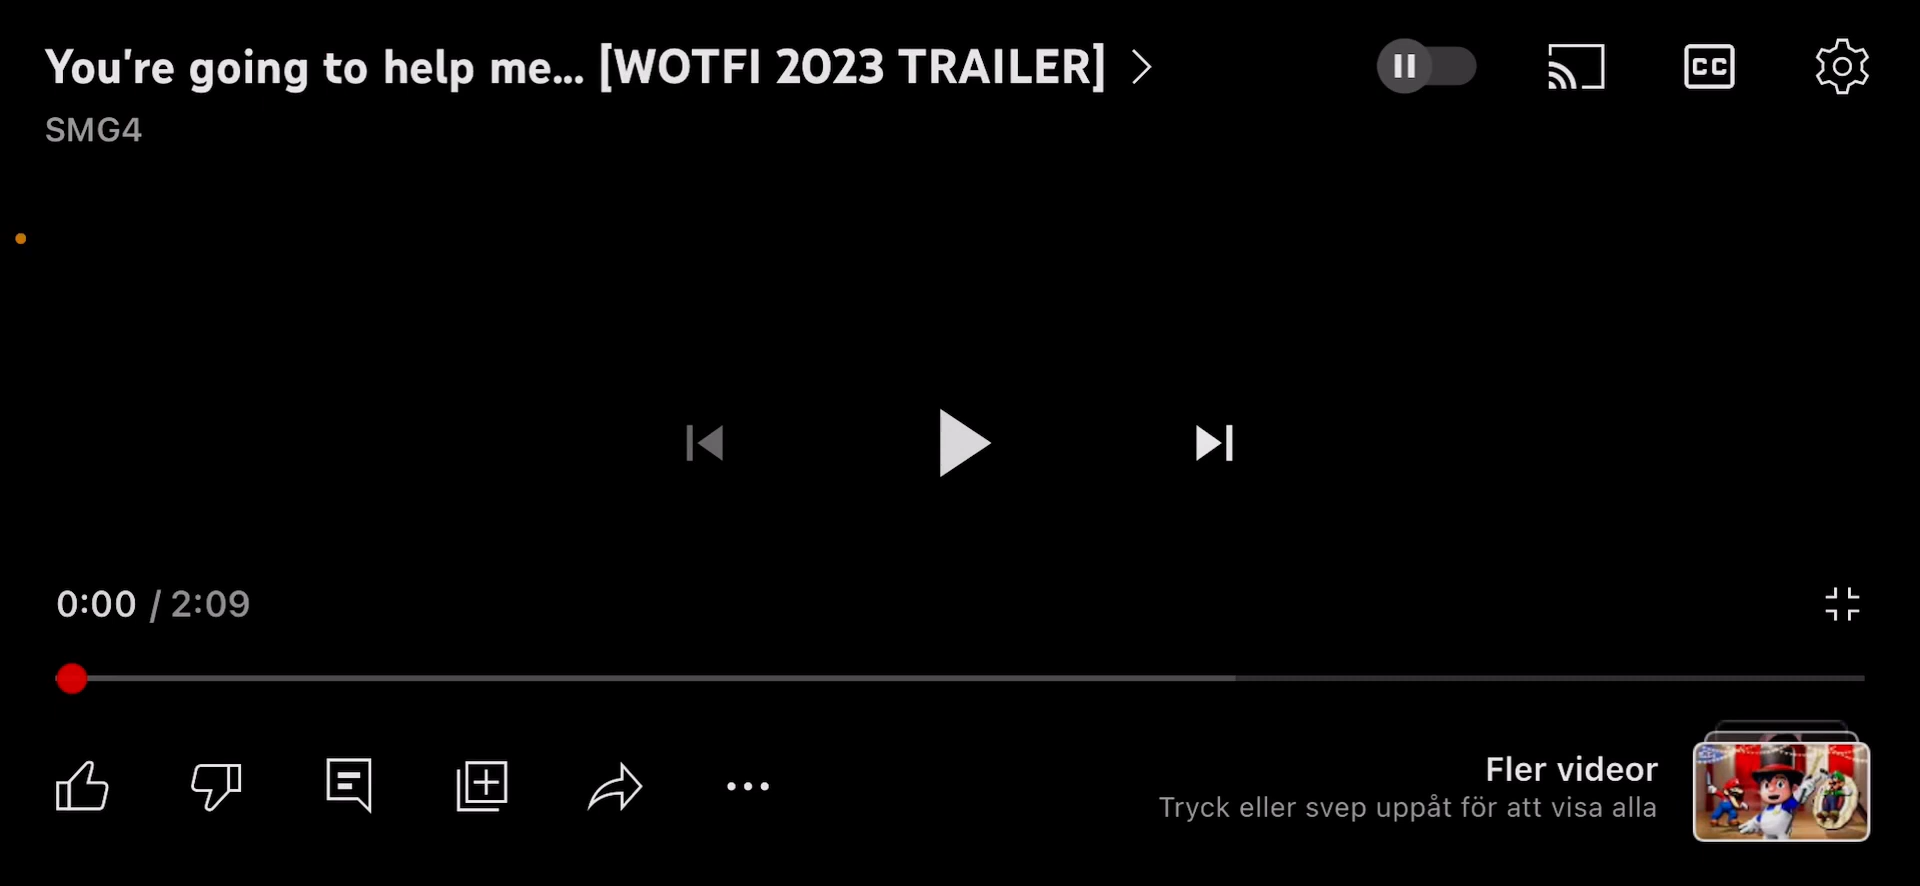 You're going to help me... [WOTFI 2023 TRAILER]
SMG4
CC
0:00 / 2:09
Fler videor
Tryck eller svep uppåt för att visa alla